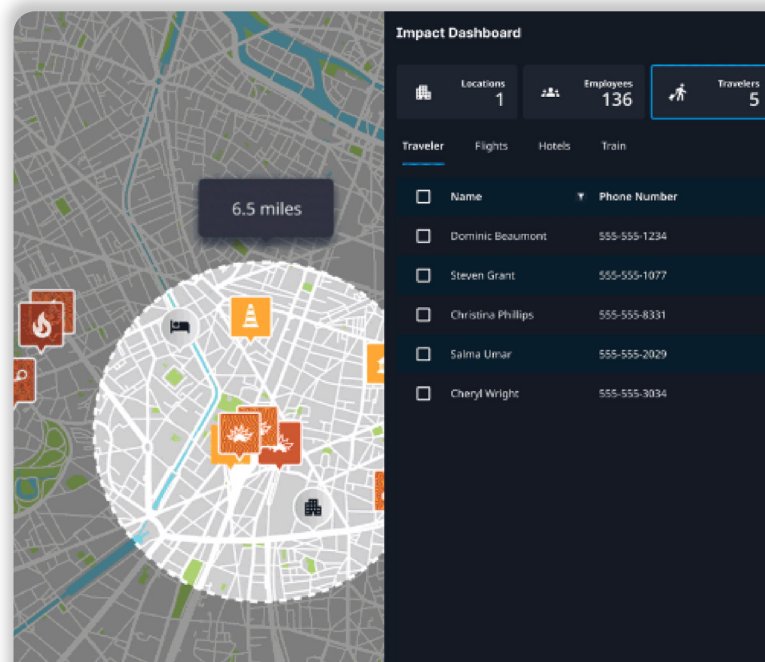 Impact Dashboard
Locations
1
Employees
136
Travelers
5
Traveler Flights Hotels Train
6.5 miles
Name Phone Number
Dominic Beaumont 555-555-1234
Steven Grant 555-555-1077
Christina Phillips 555-555-8331
Salma Umar 555-555-2029
Cheryl Wright 555-555-3034